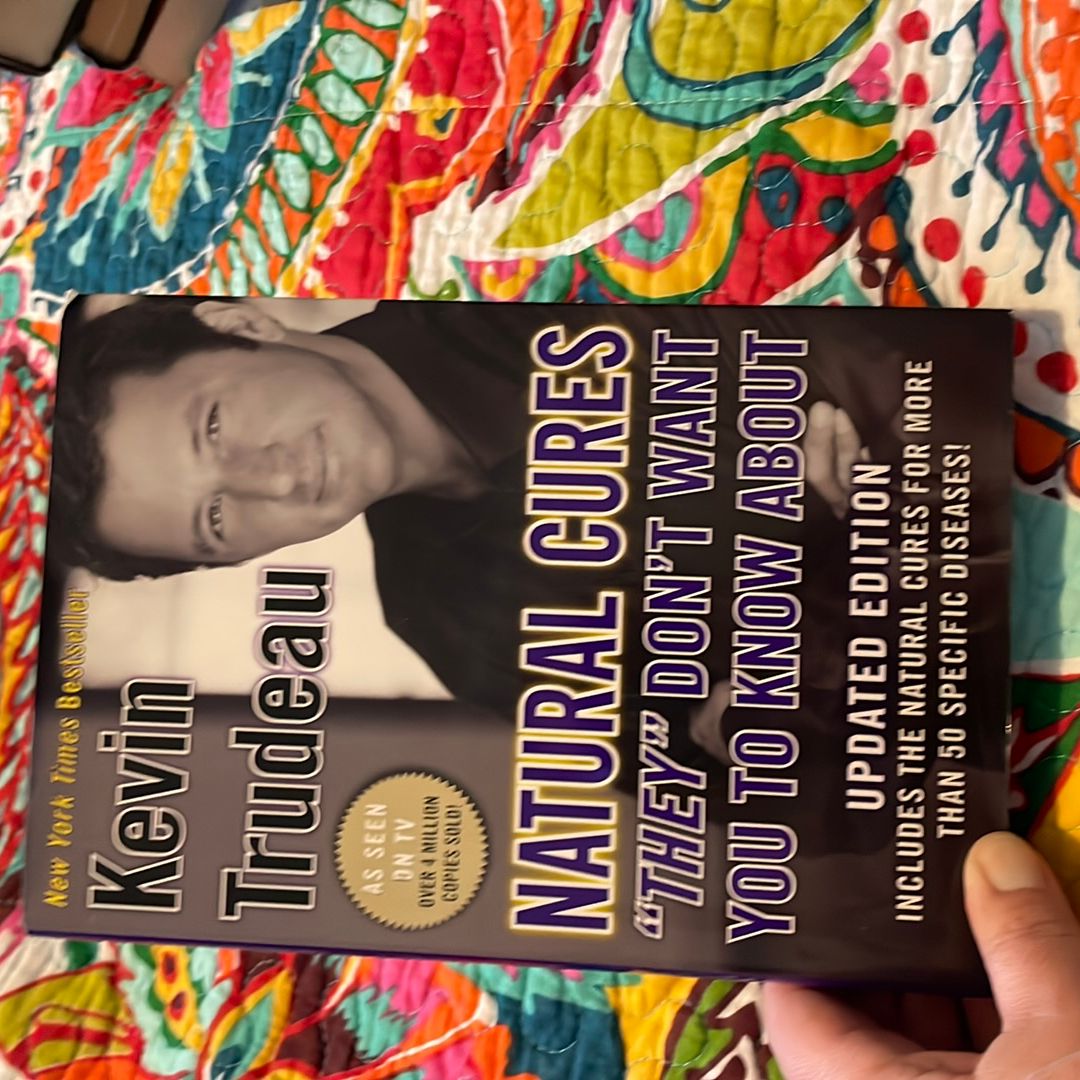 New York Times Bestseller
Kevin
Trudeau
AS SEEN
ON TV
OVER 4 MILLION
COPIES SOLD!
NATURAL CURES
“THEY” DON'T WANT
YOU TO KNOW ABOUT
UPDATED EDITION
INCLUDES THE NATURAL CURES FOR MORE
THAN 50 SPECIFIC DISEASES!